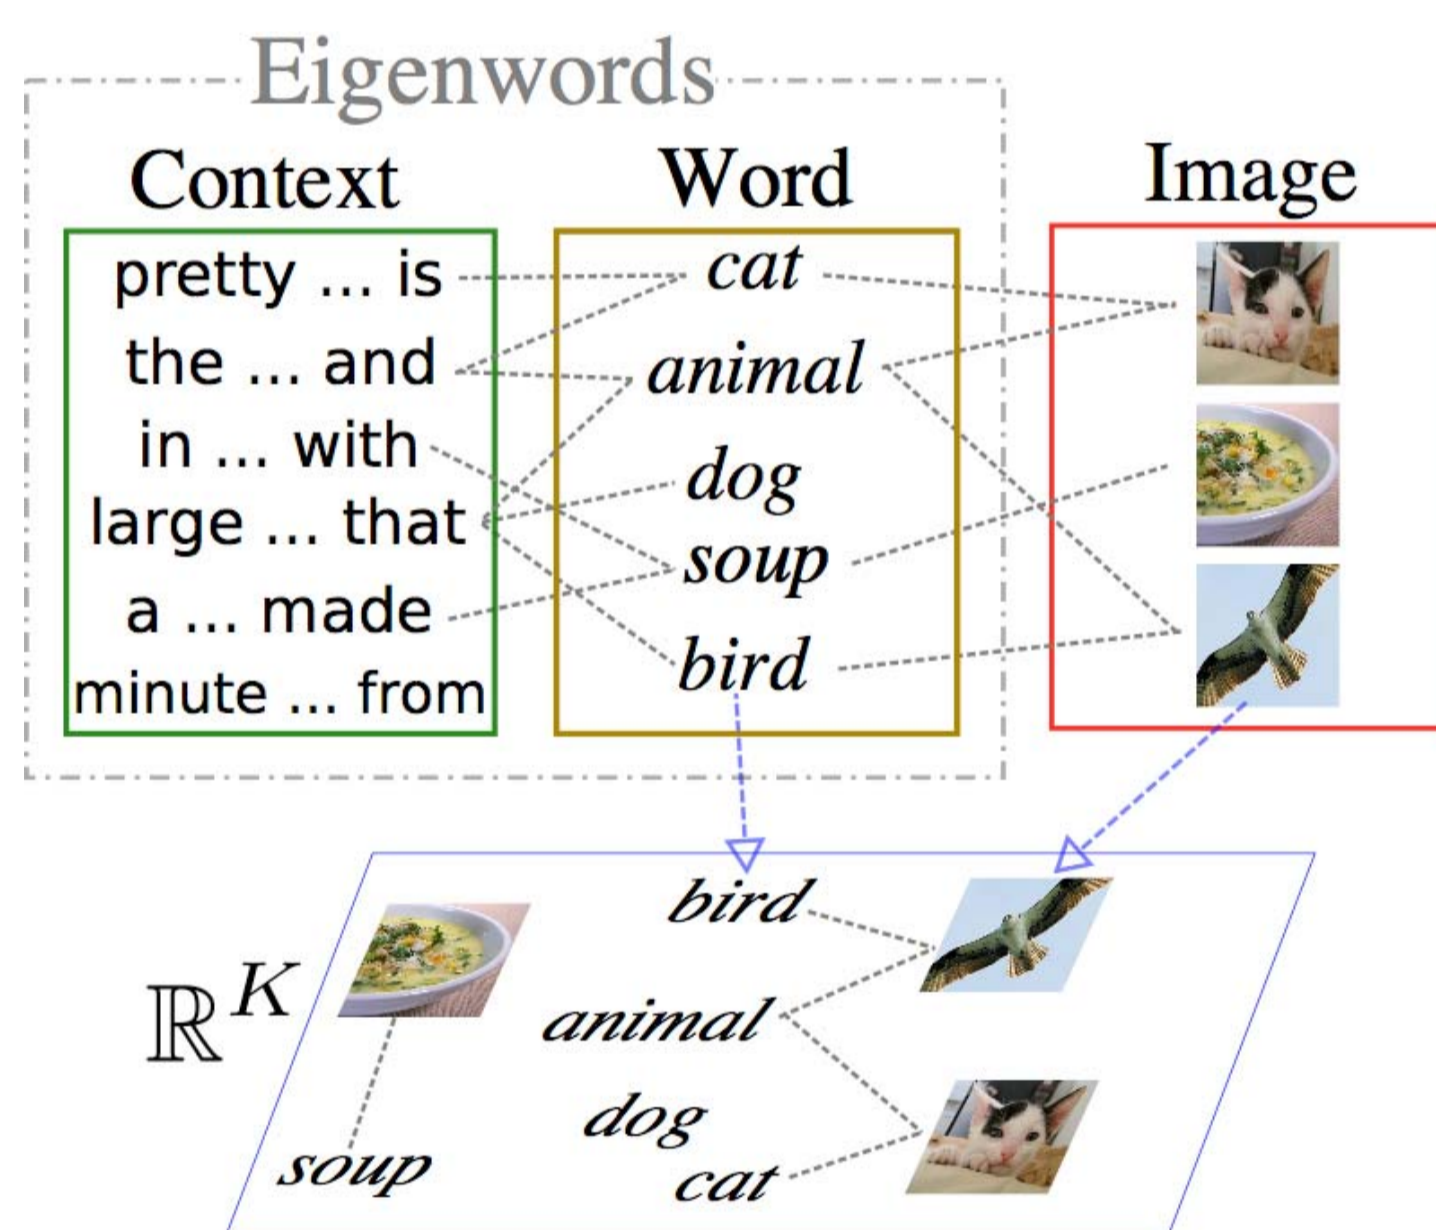 Eigenwords
Context
Word
Image
pretty ... is
the ... and
in ... with
large ... that
a ... made
minute ... from
cat
animal
dog
soup
bird
bird
animal
dog
cat
soup
ℝ^K